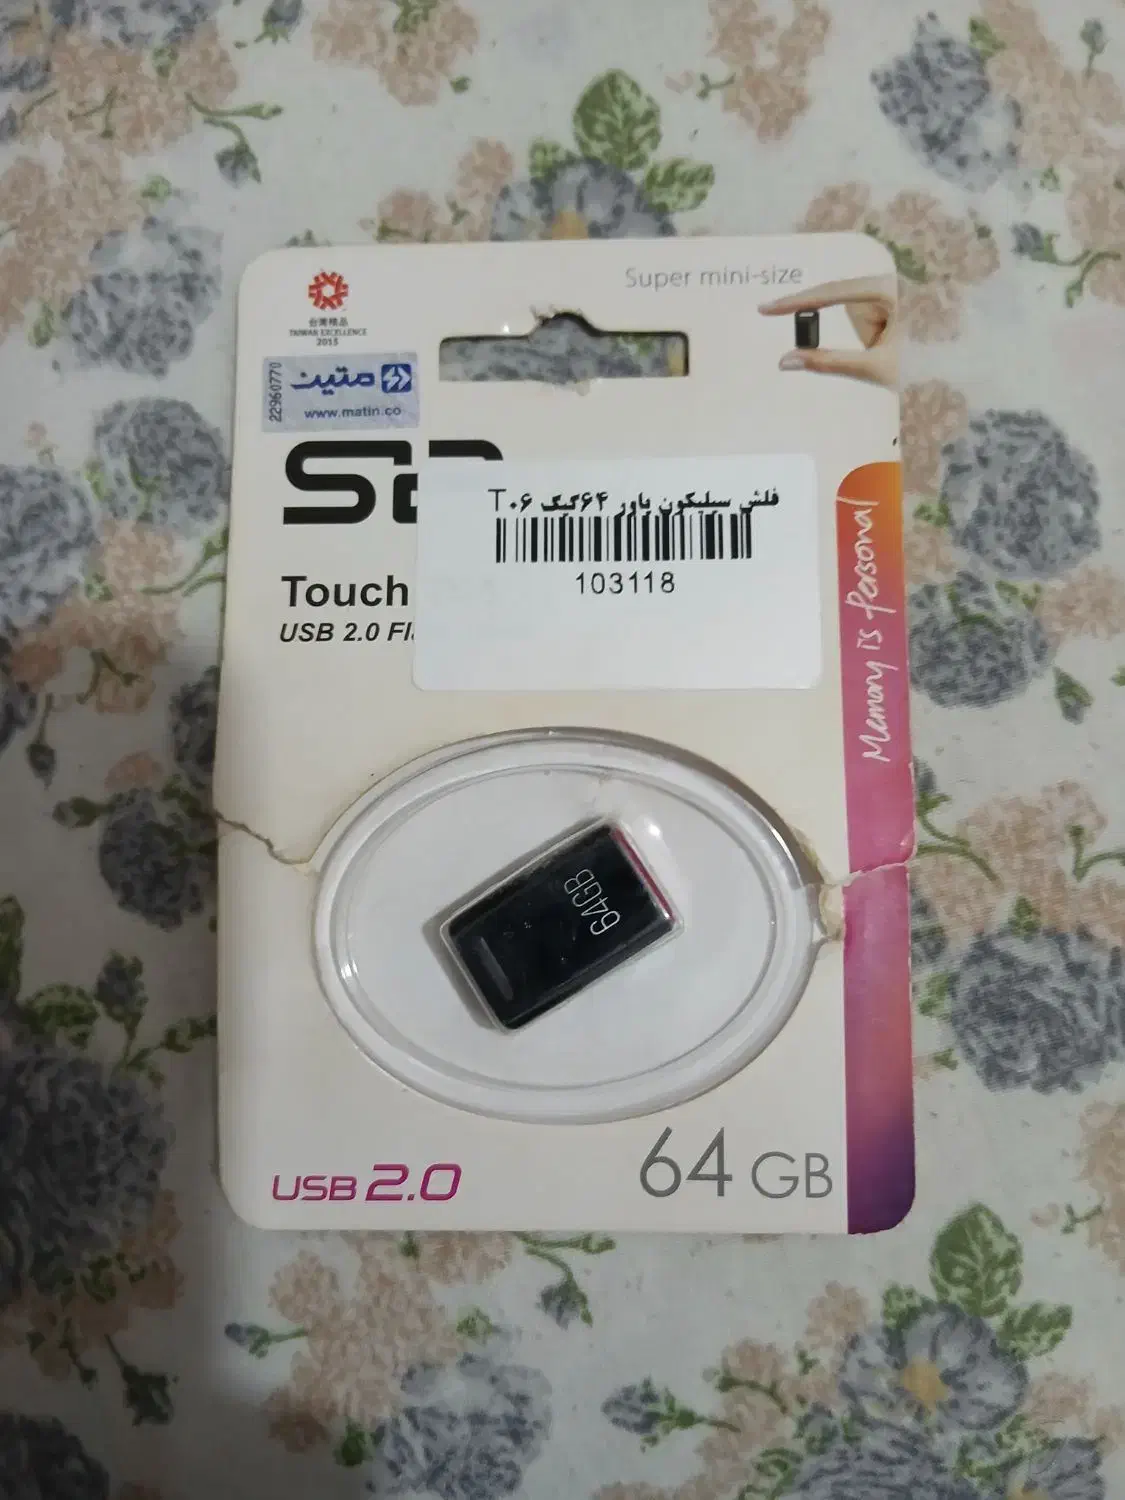 Super mini-size
台灣精品
TAIWAN EXCELLENCE
2015
22960770
متین
www.matin.co
فلش سیلیکون پاور ۶۴گیگ T۰۶
103118
Touch
USB 2.0
Memory is Personal
64GB
USB 2.0
64 GB